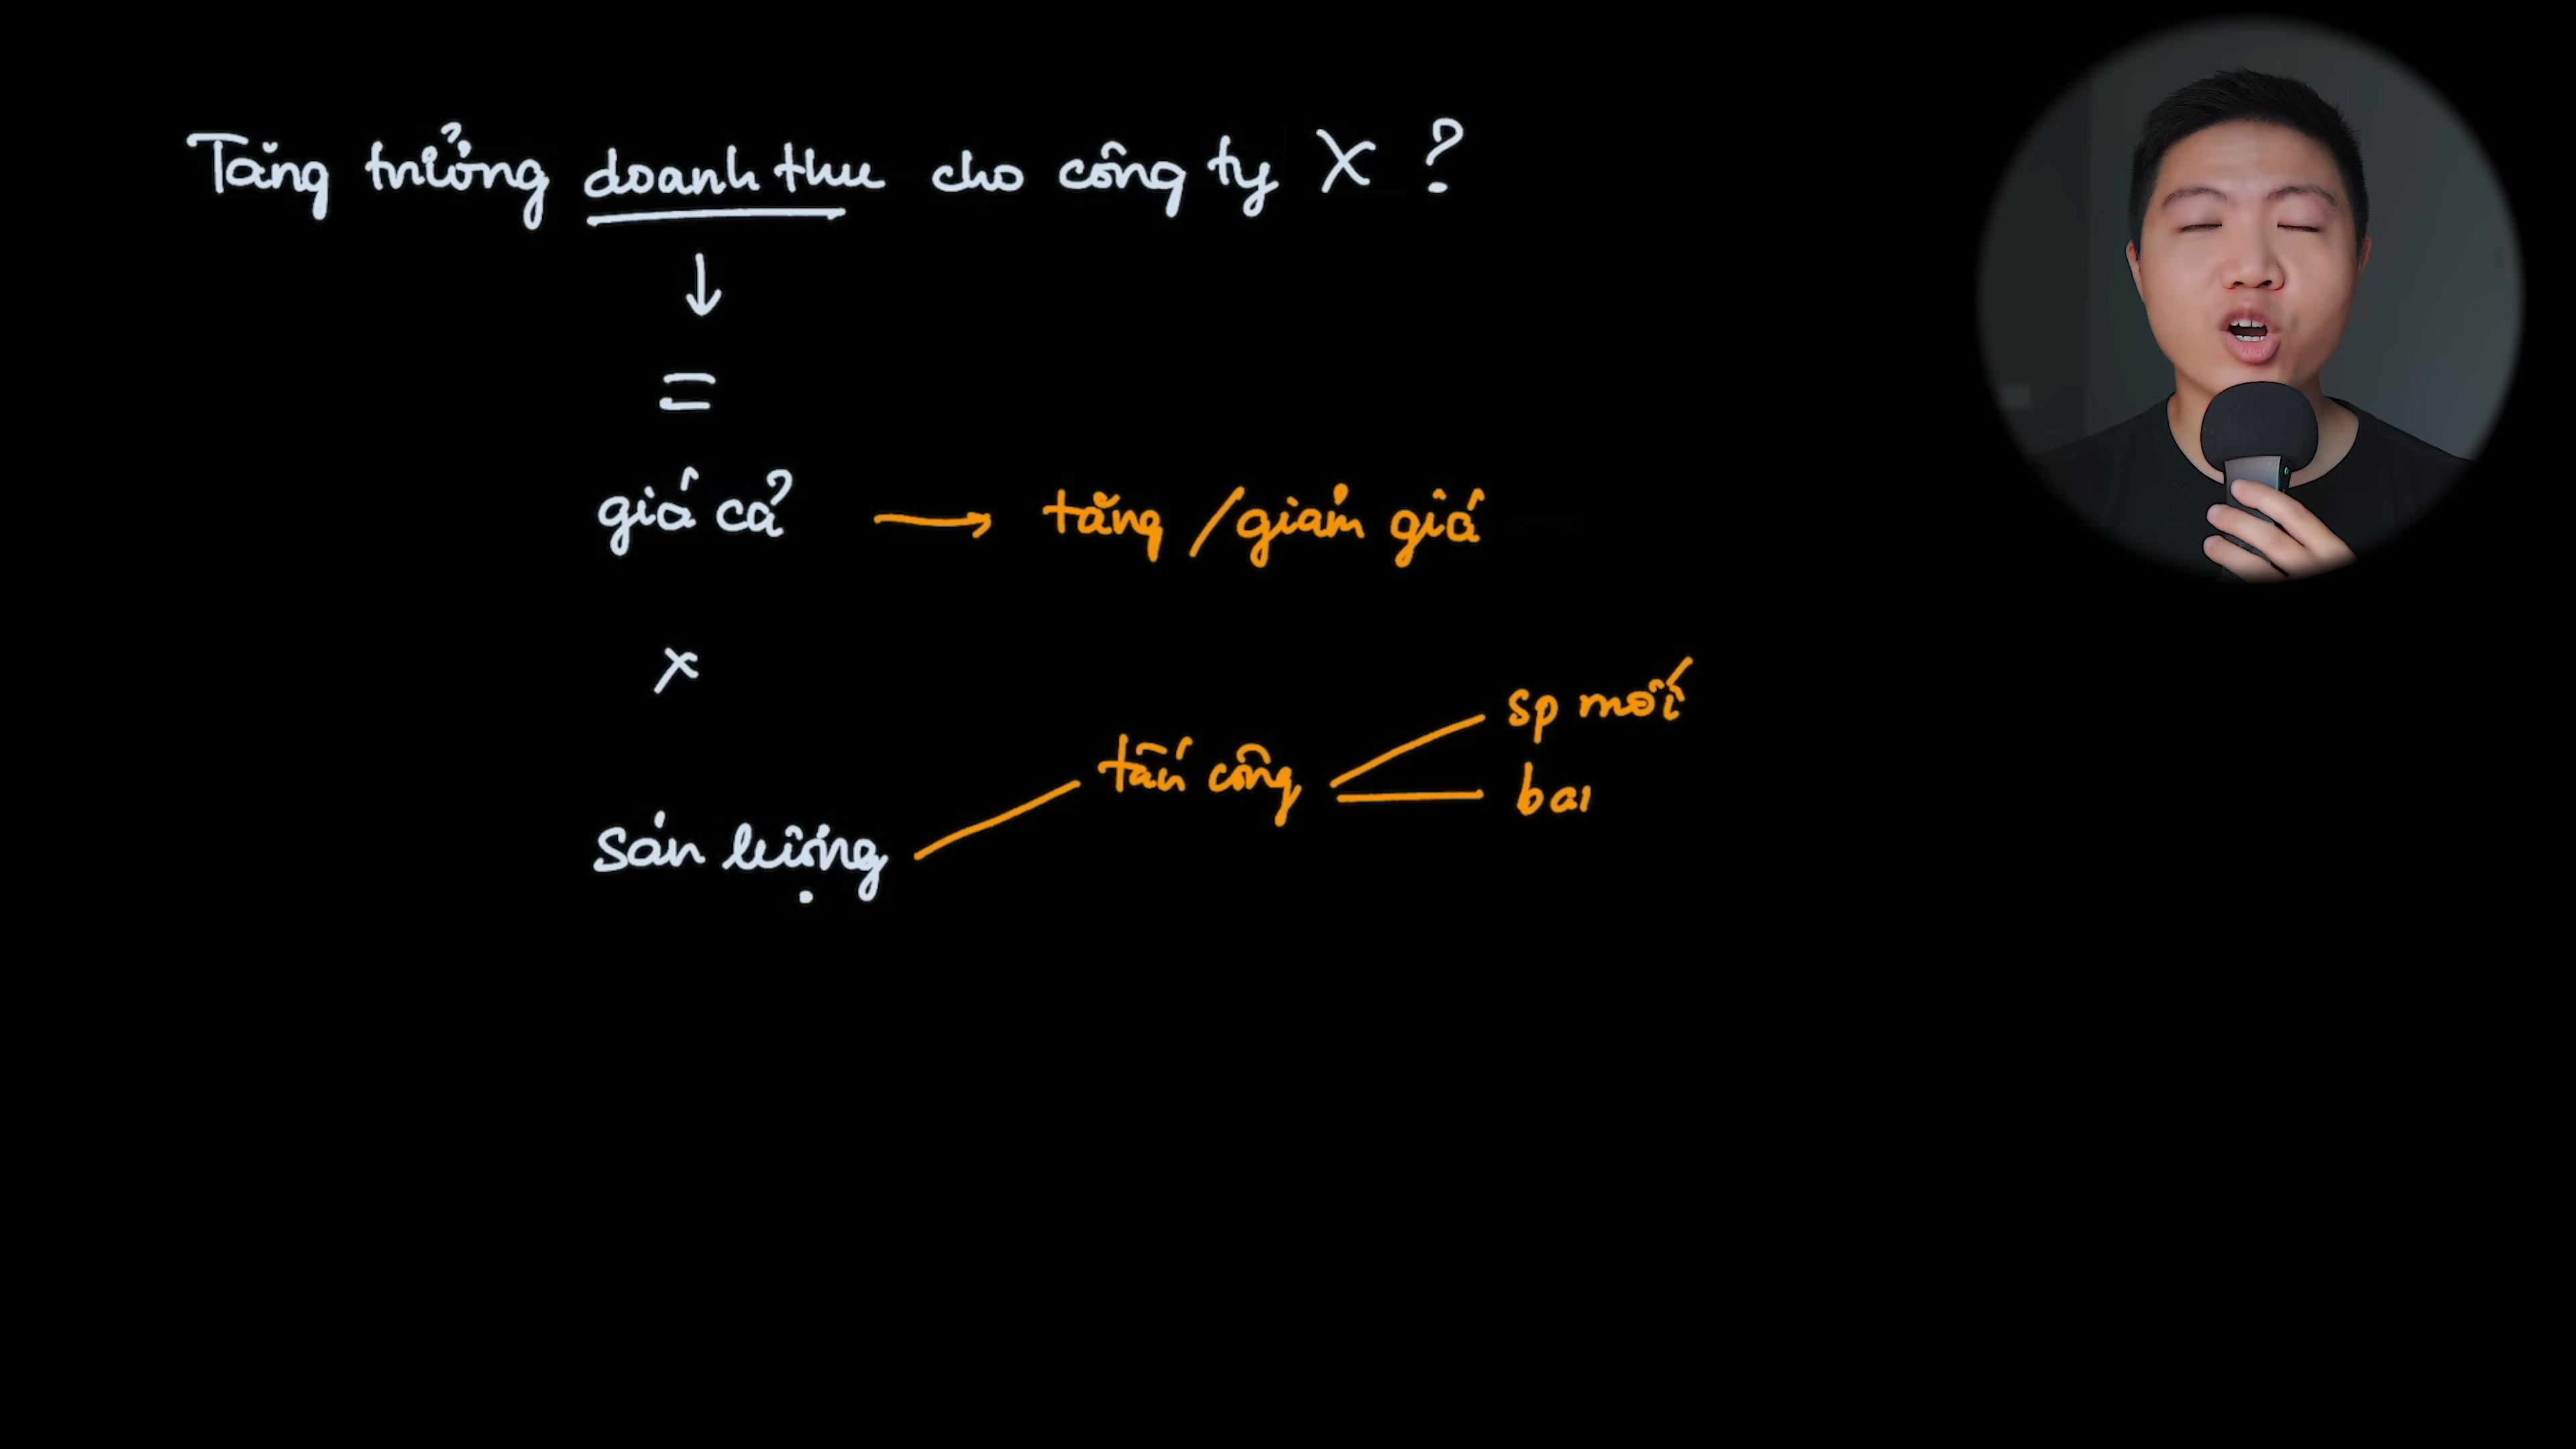 Tăng trưởng doanh thu cho công ty X ?
↓
=
giá cả → tăng / giảm giá
x
sản lượng
tấn công
sp mới
bai